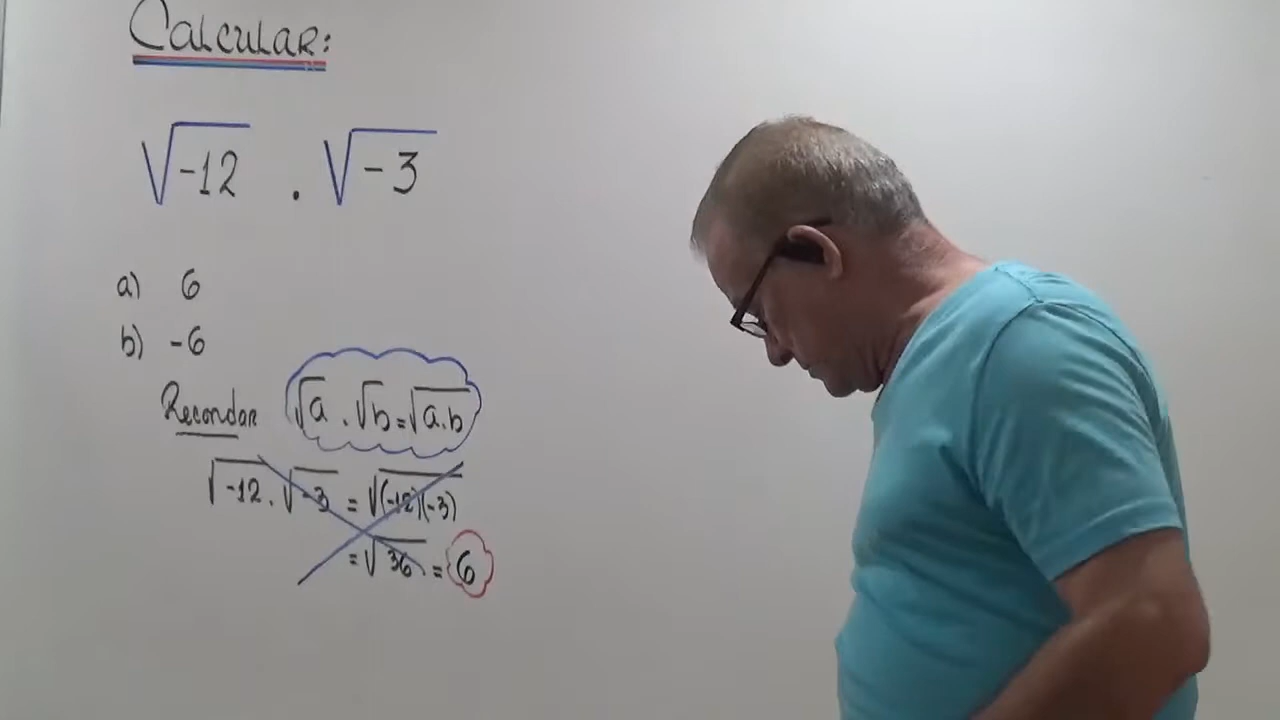 Calcular:
√-12 . √-3
a) 6
b) -6
Recordar √a . √b = √a.b
√-12 . √-3 = √(-12)(-3)
= √36 = 6